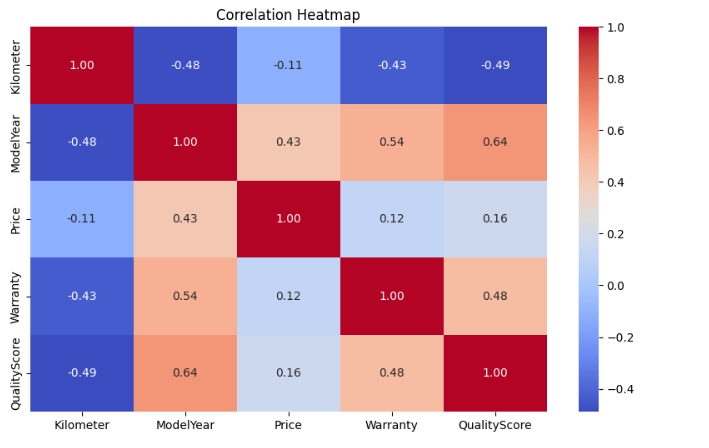 Correlation Heatmap
Kilometer 1.00 -0.48 -0.11 -0.43 -0.49
ModelYear -0.48 1.00 0.43 0.54 0.64
Price -0.11 0.43 1.00 0.12 0.16
Warranty -0.43 0.54 0.12 1.00 0.48
QualityScore -0.49 0.64 0.16 0.48 1.00
Kilometer ModelYear Price Warranty QualityScore
1.0
0.8
0.6
0.4
0.2
0.0
−0.2
−0.4